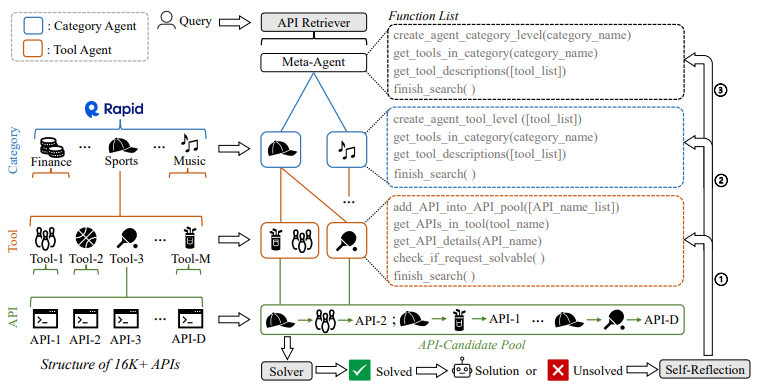 : Category Agent
: Tool Agent
Query
API Retriever
Meta-Agent
Function List
create_agent_category_level(category_name)
get_tools_in_category(category_name)
get_tool_descriptions([tool_list])
finish_search( )
③
Rapid
Category
Finance
...
Sports
...
Music
...
create_agent_tool_level ([tool_list])
get_tools_in_category(category_name)
get_tool_descriptions([tool_list])
finish_search( )
②
Tool
Tool-1
Tool-2
Tool-3
...
Tool-M
add_API_into_API_pool([API_name_list])
get_APIs_in_tool(tool_name)
get_API_details(API_name)
check_if_request_solvable( )
finish_search( )
①
API
API-1
API-2
API-3
...
API-D
API-2 ;
API-1
...
API-D
API-Candidate Pool
Structure of 16K+ APIs
Solver
Solved
Solution or
Unsolved
Self-Reflection